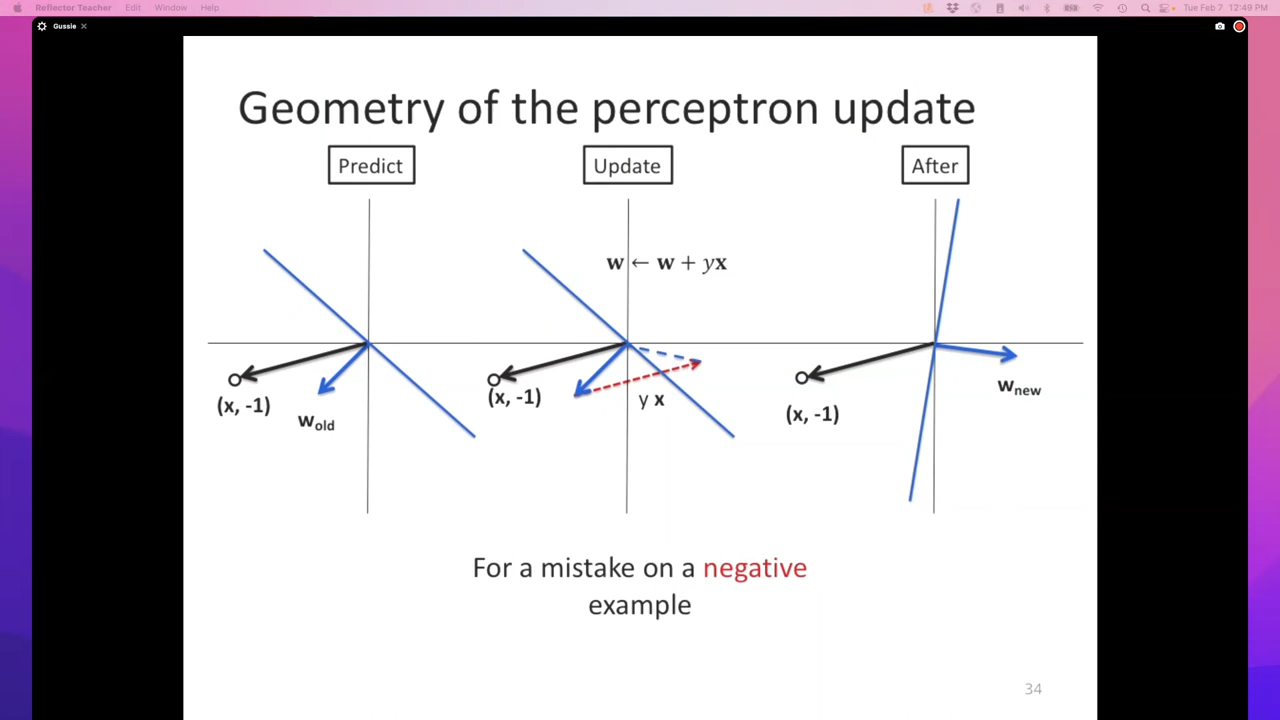 Reflector Teacher Edit Window Help Tue Feb 7 12:49 PM
Gussie
Geometry of the perceptron update
Predict Update After
w ← w + yx
(x, -1) w_old
(x, -1) y x
(x, -1) w_new
For a mistake on a negative
example
34